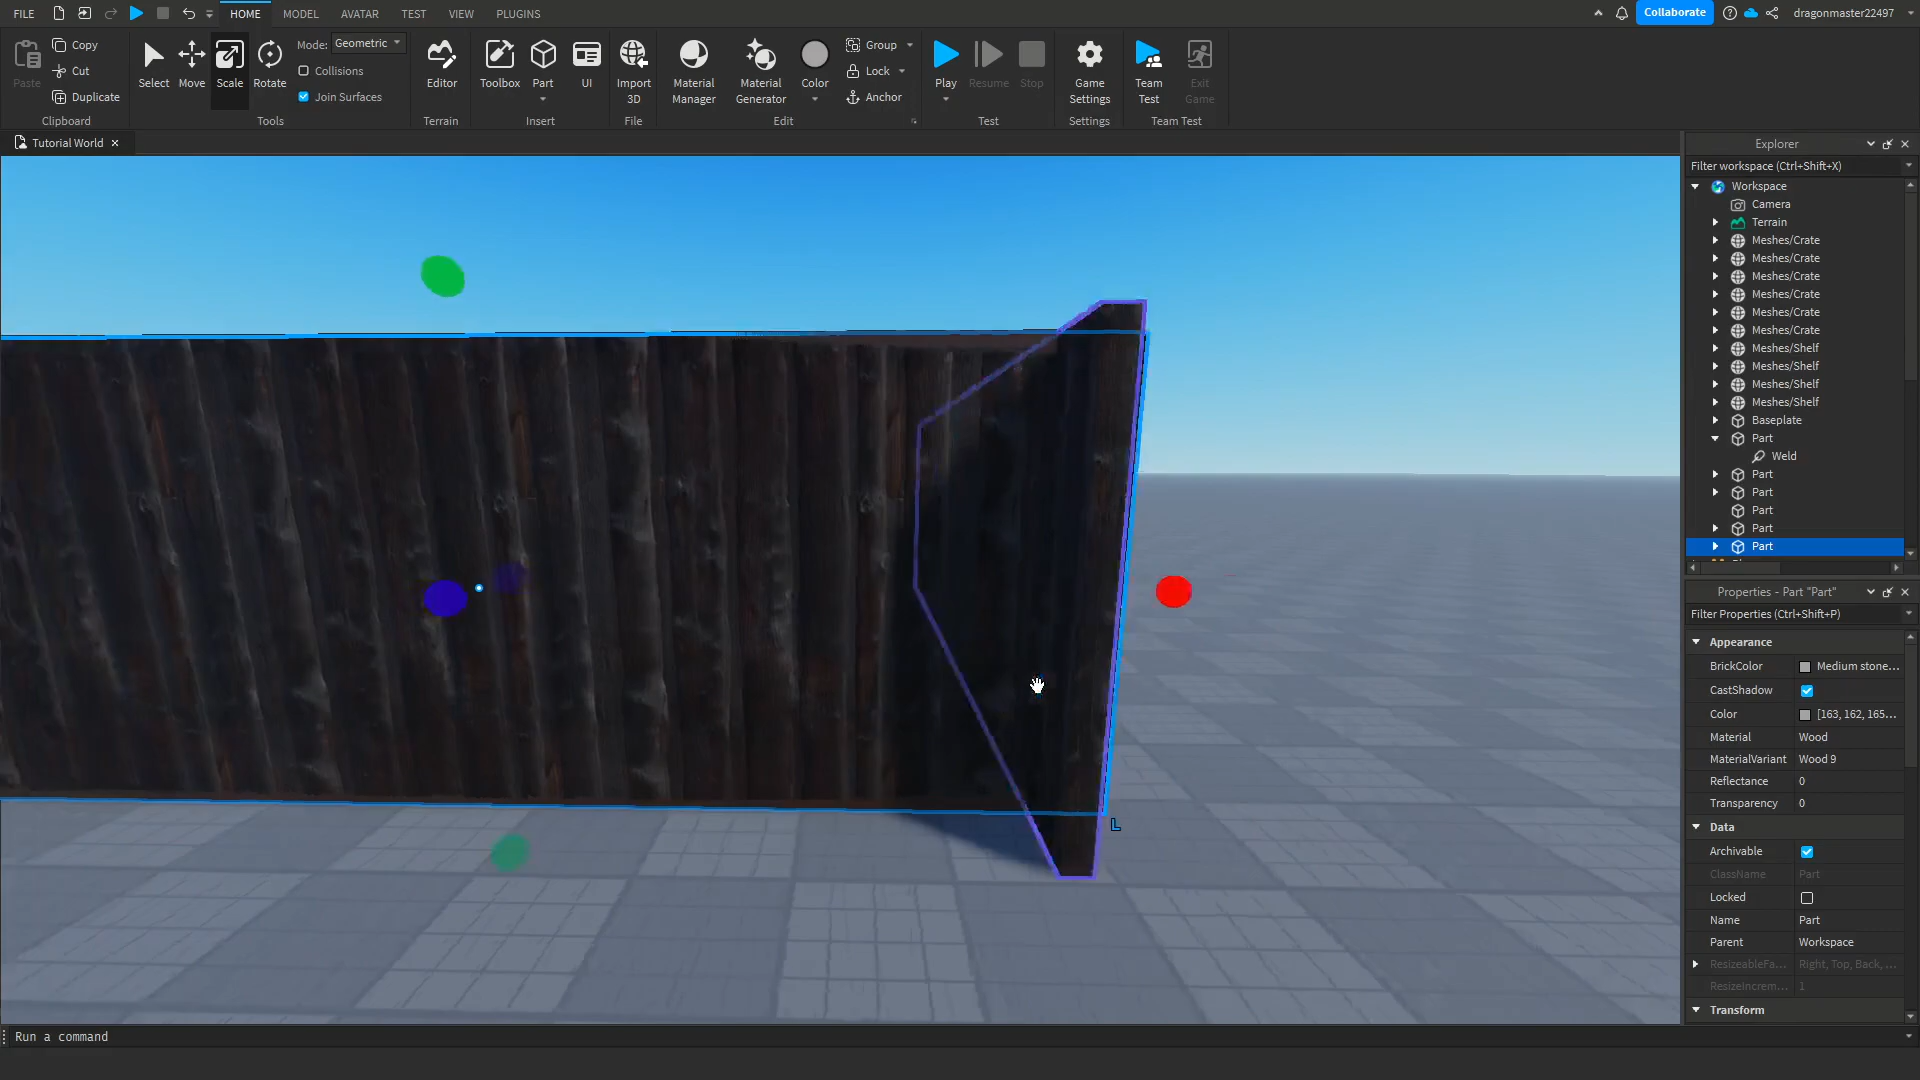 FILE
HOME
MODEL
AVATAR
TEST
VIEW
PLUGINS
Collaborate
dragonmaster22497
Paste
Copy
Cut
Duplicate
Clipboard
Select
Move
Scale
Rotate
Mode: Geometric
Collisions
Join Surfaces
Tools
Editor
Terrain
Toolbox
Part
UI
Insert
Import
3D
File
Material
Manager
Material
Generator
Color
Group
Lock
Anchor
Edit
Play
Resume
Stop
Test
Game
Settings
Settings
Team
Test
Exit
Game
Team Test
Tutorial World
L
Explorer
Filter workspace (Ctrl+Shift+X)
Workspace
Camera
Terrain
Meshes/Crate
Meshes/Crate
Meshes/Crate
Meshes/Crate
Meshes/Crate
Meshes/Crate
Meshes/Shelf
Meshes/Shelf
Meshes/Shelf
Meshes/Shelf
Baseplate
Part
Weld
Part
Part
Part
Part
Part
Properties - Part "Part"
Filter Properties (Ctrl+Shift+P)
Appearance
BrickColor Medium stone...
CastShadow
Color [163, 162, 165...
Material Wood
MaterialVariant Wood 9
Reflectance 0
Transparency 0
Data
Archivable
ClassName Part
Locked
Name Part
Parent Workspace
ResizeableFa... Right, Top, Back, ...
ResizeIncrem... 1
Transform
Run a command